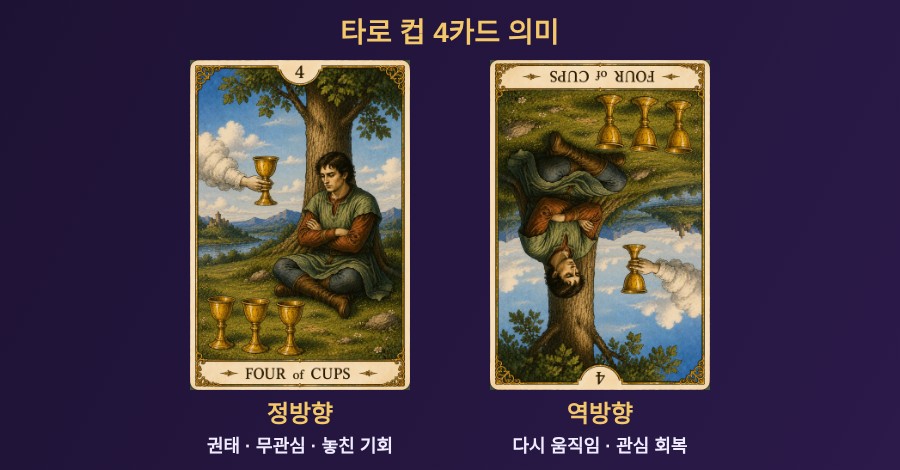 타로 컵 4카드 의미
4
FOUR of CUPS
정방향
권태 · 무관심 · 놓친 기회
FOUR of CUPS
4
역방향
다시 움직임 · 관심 회복